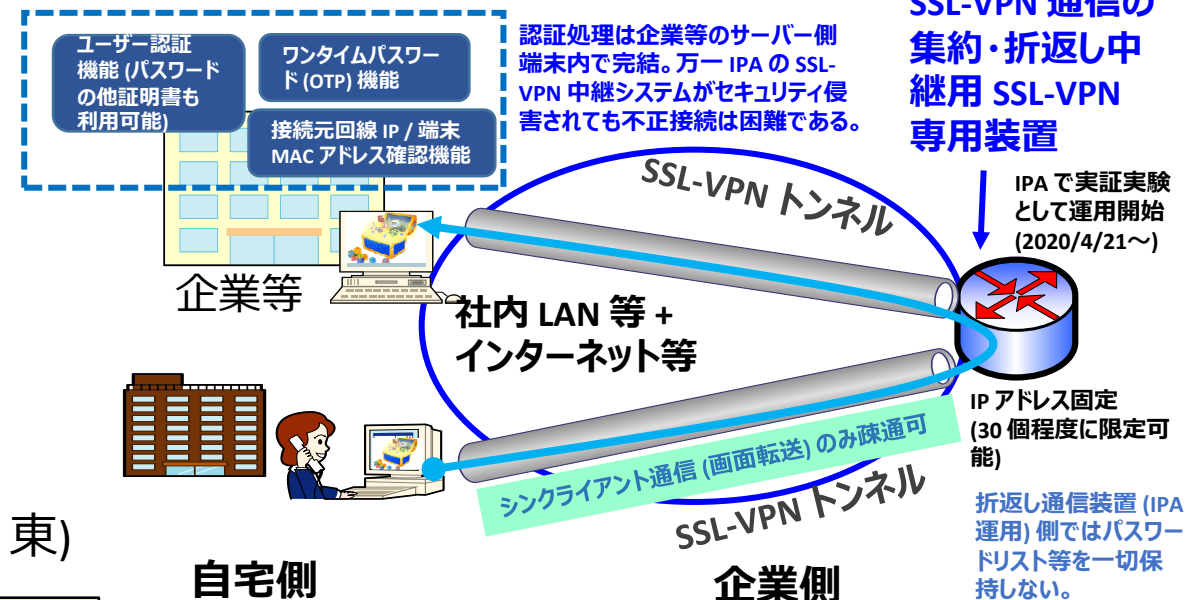 ユーザー認証
機能 (パスワード
の他証明書も
利用可能)
ワンタイムパスワー
ド (OTP) 機能
接続元回線 IP / 端末
MAC アドレス確認機能
認証処理は企業等のサーバー側
端末内で完結。万一 IPA の SSL-
VPN 中継システムがセキュリティ侵
害されても不正接続は困難である。
SSL-VPN 通信の
集約・折返し中
継用 SSL-VPN
専用装置
IPA で実証実験
として運用開始
(2020/4/21～)
SSL-VPN トンネル
企業等
社内 LAN 等 +
インターネット等
IP アドレス固定
(30 個程度に限定可
能)
シンクライアント通信 (画面転送) のみ疎通可
SSL-VPN トンネル
折返し通信装置 (IPA
運用) 側ではパスワー
ドリスト等を一切保
持しない。
東)
自宅側
企業側